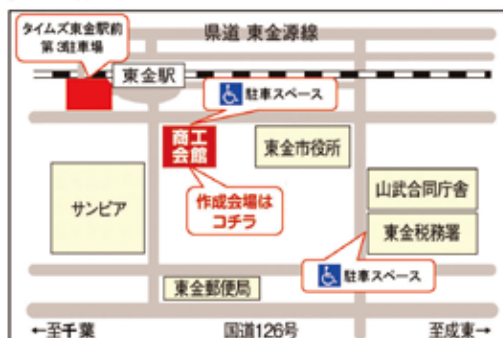 タイムズ東金駅前
第3駐車場
県道 東金源線
東金駅
駐車スペース
商工
会館
東金市役所
作成会場は
コチラ
サンピア
山武合同庁舎
東金税務署
駐車スペース
東金郵便局
←至千葉
国道126号
至成東→